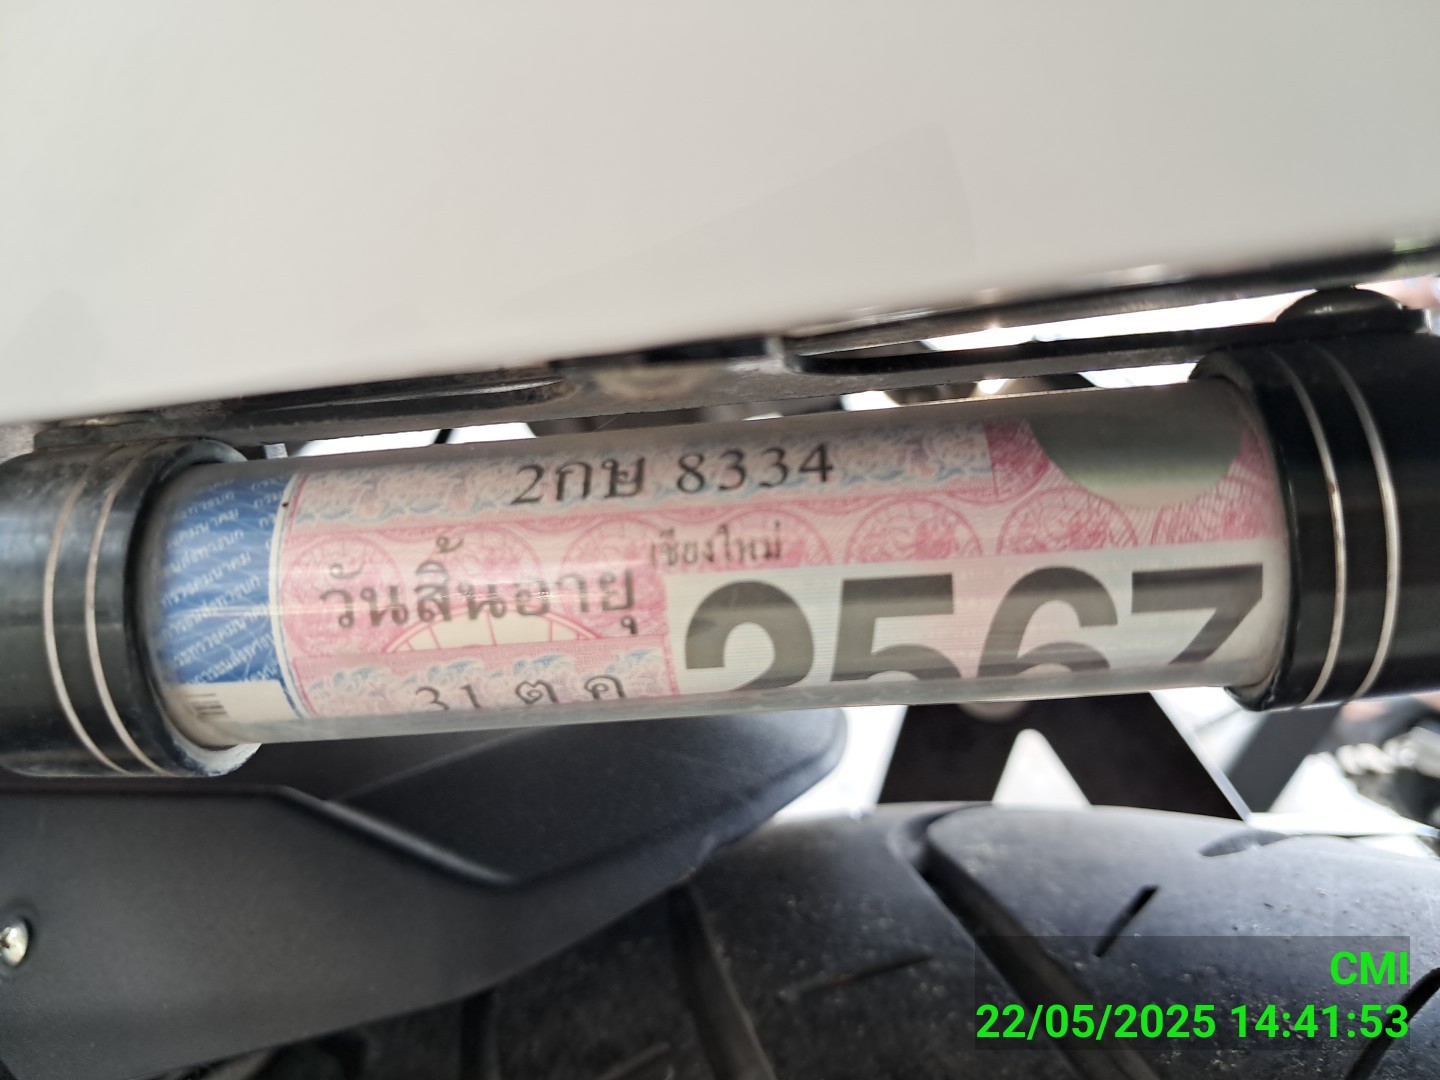 2กษ 8334
เชียงใหม่
วันสิ้นอายุ
2567
31 ต ค
CMI
22/05/2025 14:41:53